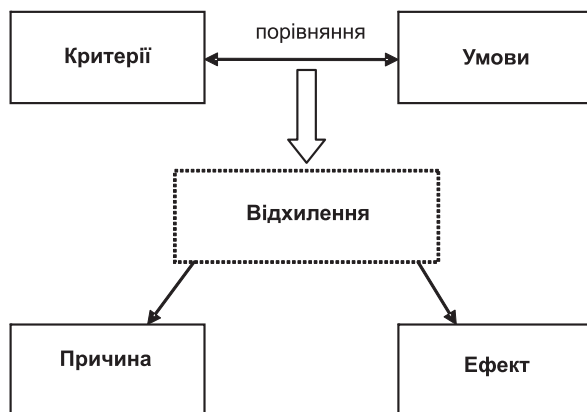 порівняння
Критерії
Умови
Відхилення
Причина
Ефект